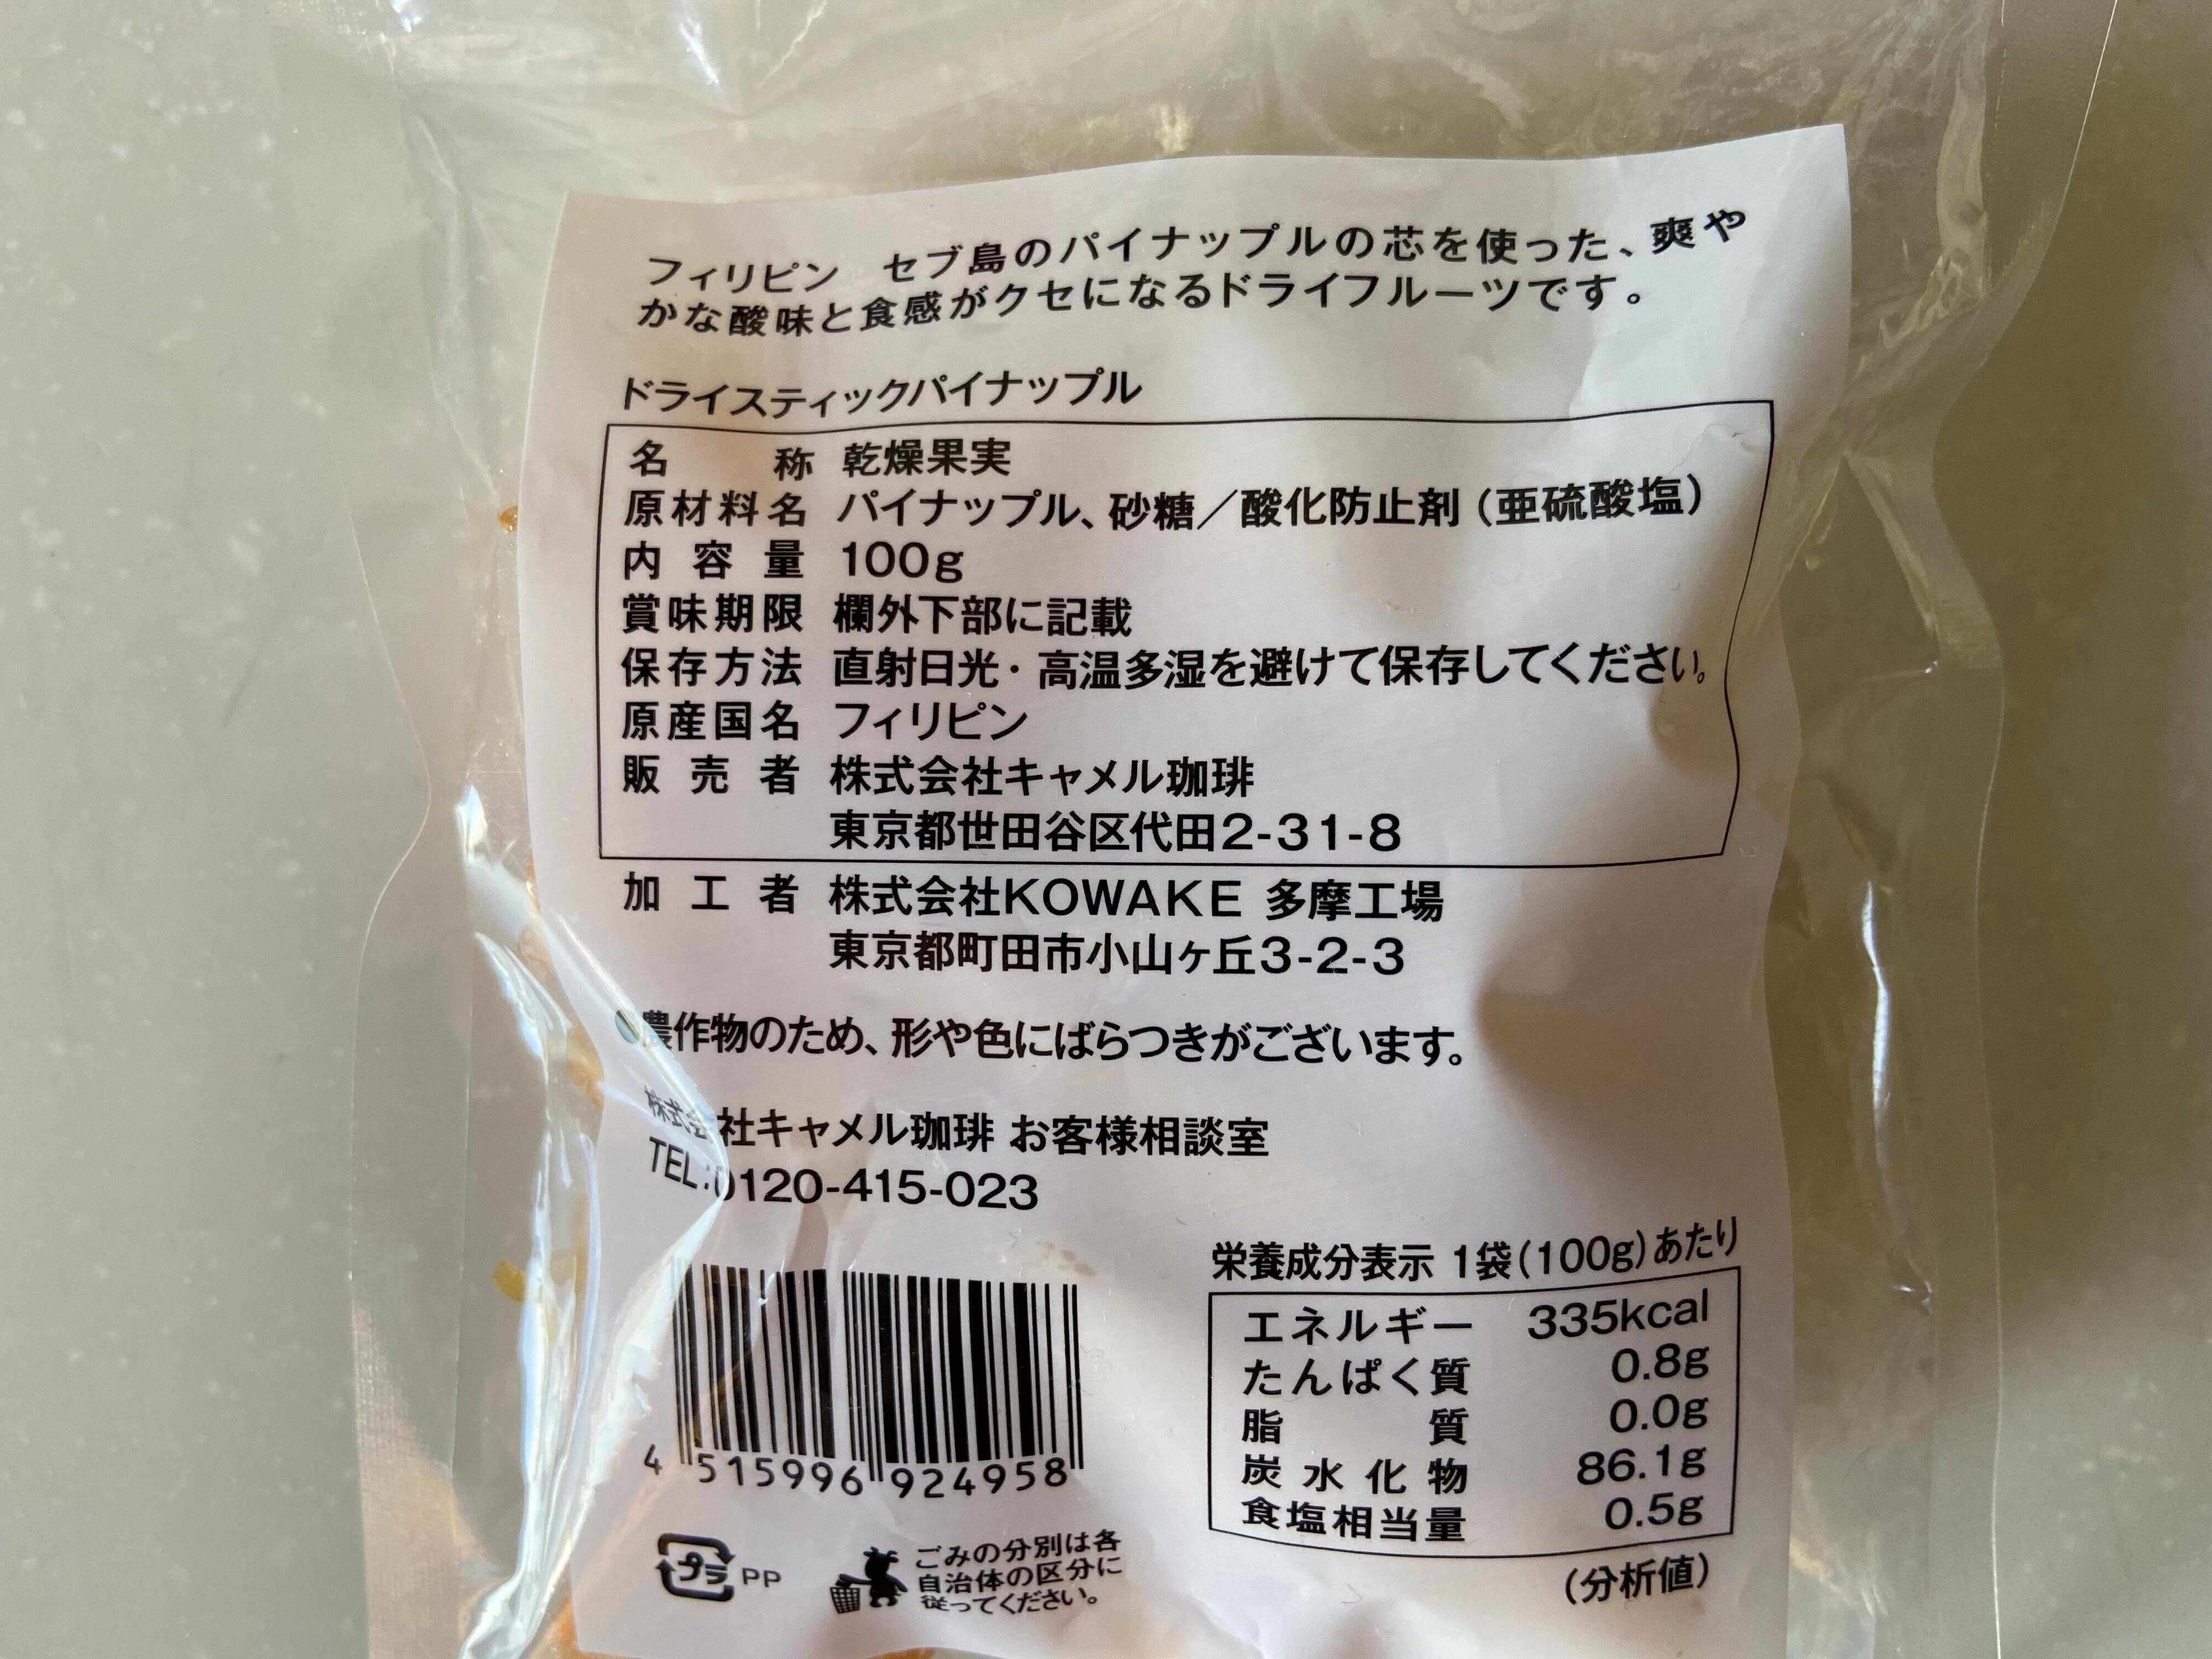 フィリピン　セブ島のパイナップルの芯を使った、爽や
かな酸味と食感がクセになるドライフルーツです。
ドライスティックパイナップル
名称 乾燥果実
原材料名 パイナップル、砂糖／酸化防止剤（亜硫酸塩）
内容量 100g
賞味期限 欄外下部に記載
保存方法 直射日光・高温多湿を避けて保存してください。
原産国名 フィリピン
販売者 株式会社キャメル珈琲
東京都世田谷区代田2-31-8
加工者 株式会社KOWAKE 多摩工場
東京都町田市小山ヶ丘3-2-3
●農作物のため、形や色にばらつきがございます。
株式会社キャメル珈琲 お客様相談室
TEL:0120-415-023
栄養成分表示 1袋(100g)あたり
エネルギー 335kcal
たんぱく質 0.8g
脂質 0.0g
炭水化物 86.1g
食塩相当量 0.5g
(分析値)
4 515996 924958
プラ PP
ごみの分別は各
自治体の区分に
従ってください。